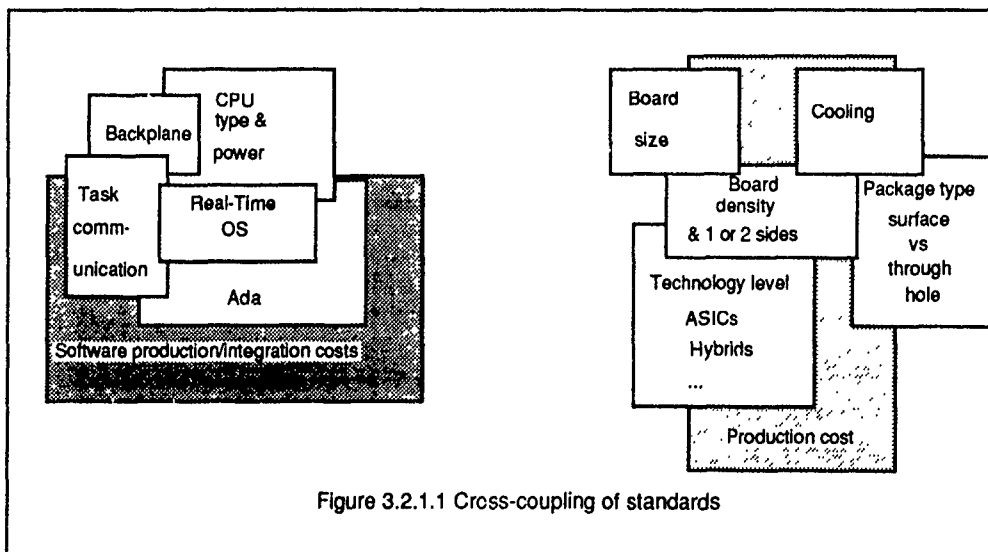 CPU
type &
power
Backplane
Task
comm-
unication
Real-Time
OS
Ada
Software production/integration costs
Board
size
Cooling
Board
density
& 1 or 2 sides
Package type
surface
vs
through
hole
Technology level
ASICs
Hybrids
...
Production cost
Figure 3.2.1.1 Cross-coupling of standards